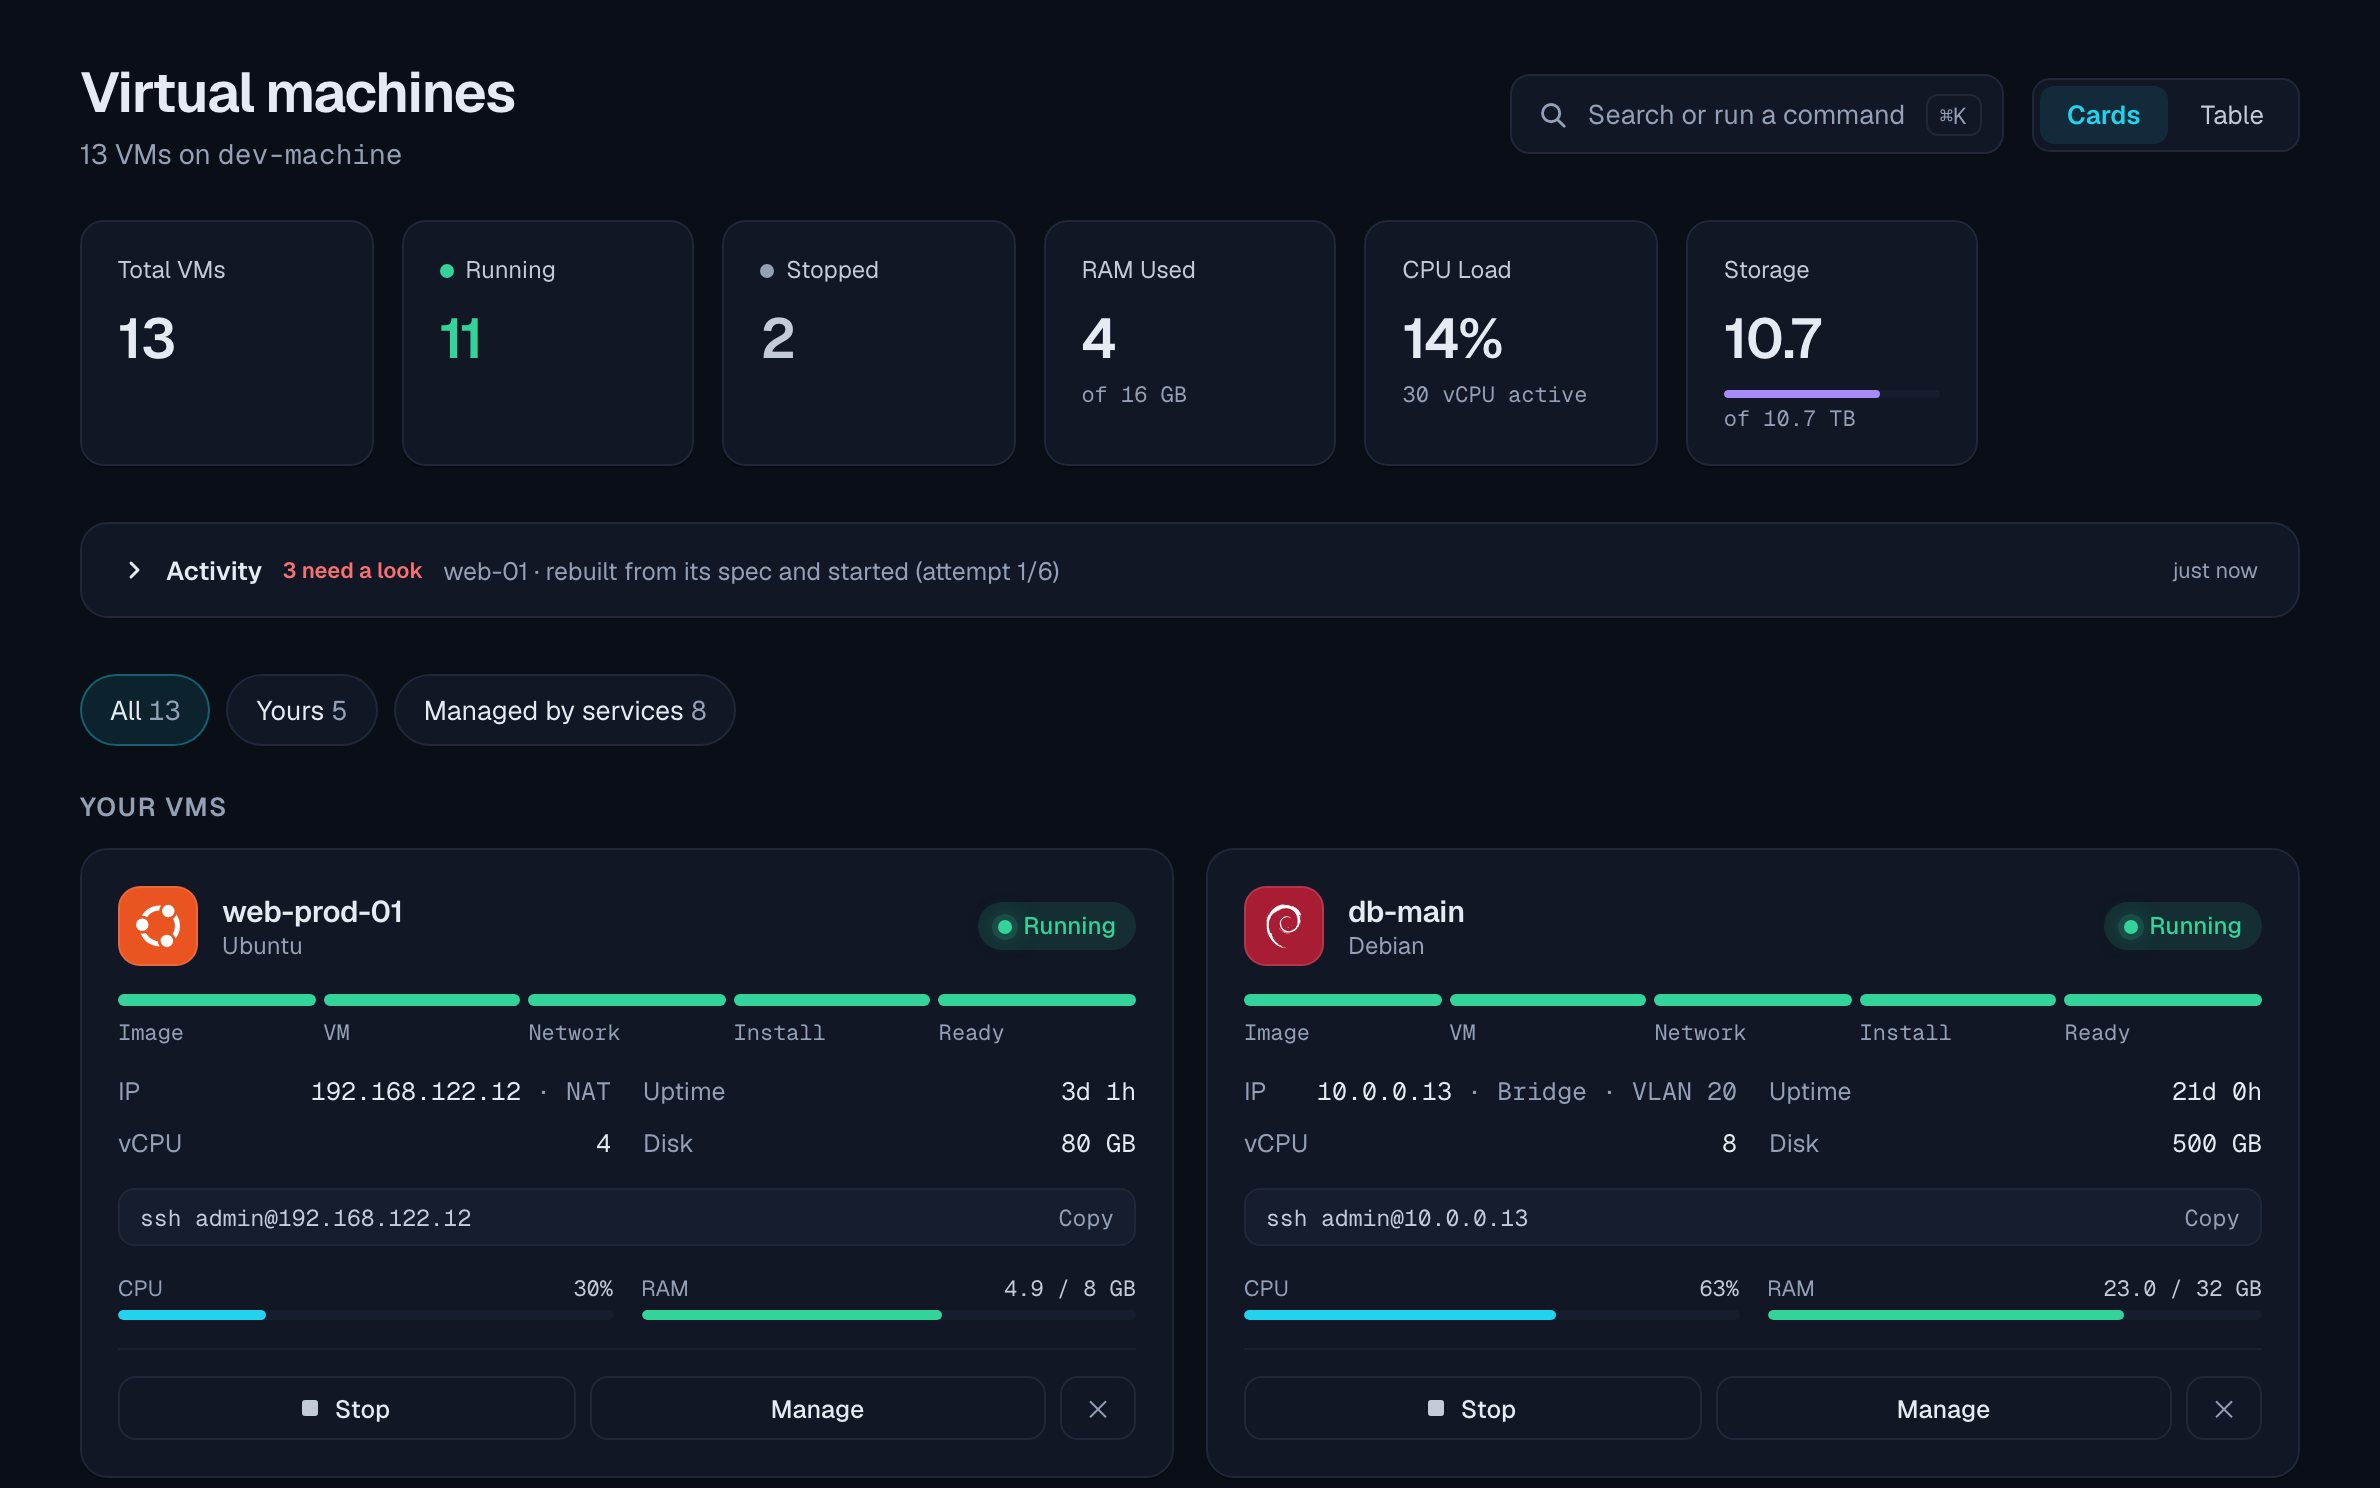 Virtual machines
13 VMs on dev-machine
Search or run a command ⌘K
Cards Table
Total VMs
13
Running
11
Stopped
2
RAM Used
4
of 16 GB
CPU Load
14%
30 vCPU active
Storage
10.7
of 10.7 TB
Activity 3 need a look web-01 · rebuilt from its spec and started (attempt 1/6) just now
All 13 Yours 5 Managed by services 8
YOUR VMS
web-prod-01
Ubuntu
Running
Image VM Network Install Ready
IP 192.168.122.12 · NAT Uptime 3d 1h
vCPU 4 Disk 80 GB
ssh admin@192.168.122.12 Copy
CPU 30% RAM 4.9 / 8 GB
Stop Manage
db-main
Debian
Running
Image VM Network Install Ready
IP 10.0.0.13 · Bridge · VLAN 20 Uptime 21d 0h
vCPU 8 Disk 500 GB
ssh admin@10.0.0.13 Copy
CPU 63% RAM 23.0 / 32 GB
Stop Manage